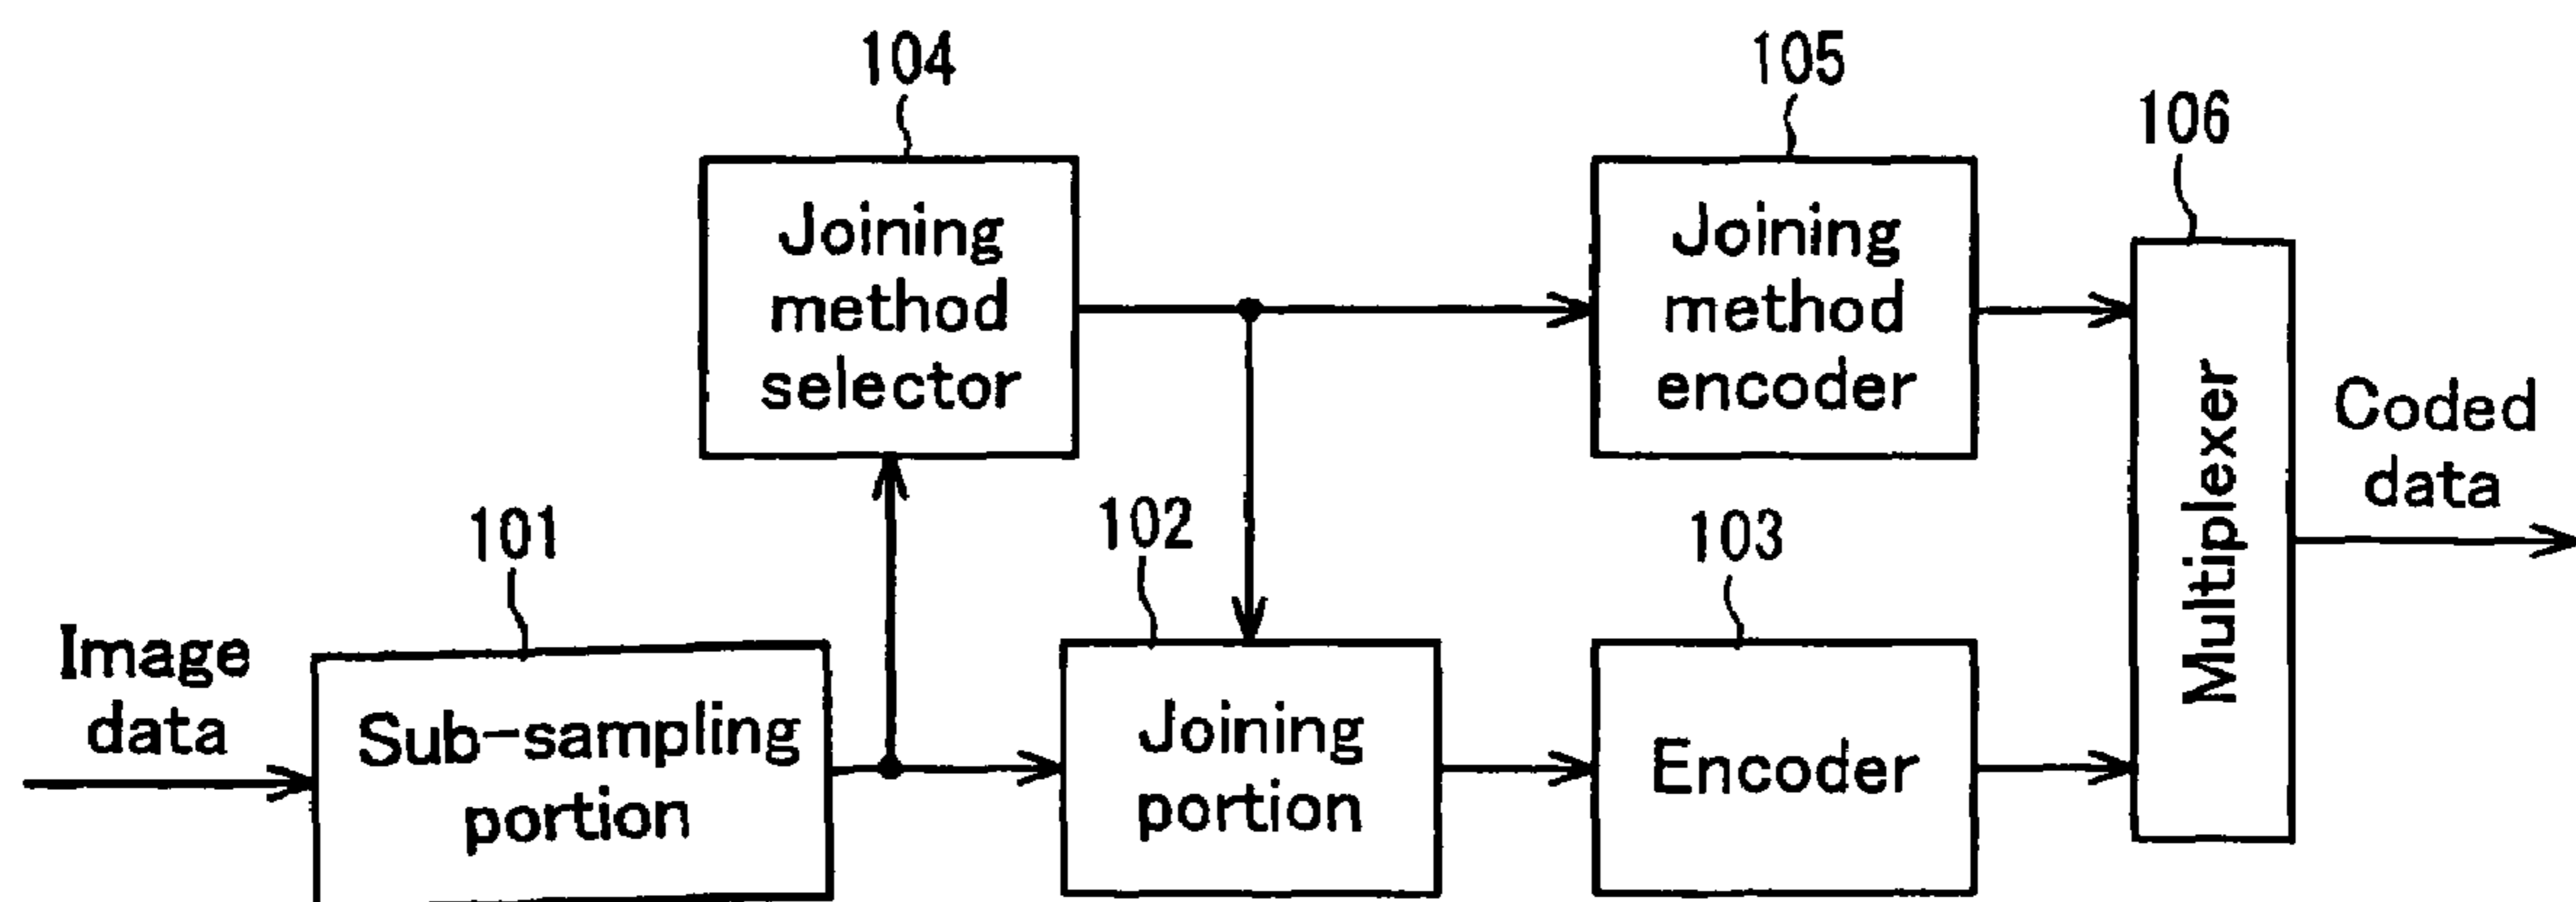 104
105
106
Joining
method
selector
Joining
method
encoder
Multiplexer
Coded
data
101
102
103
Image
data
Sub-sampling
portion
Joining
portion
Encoder